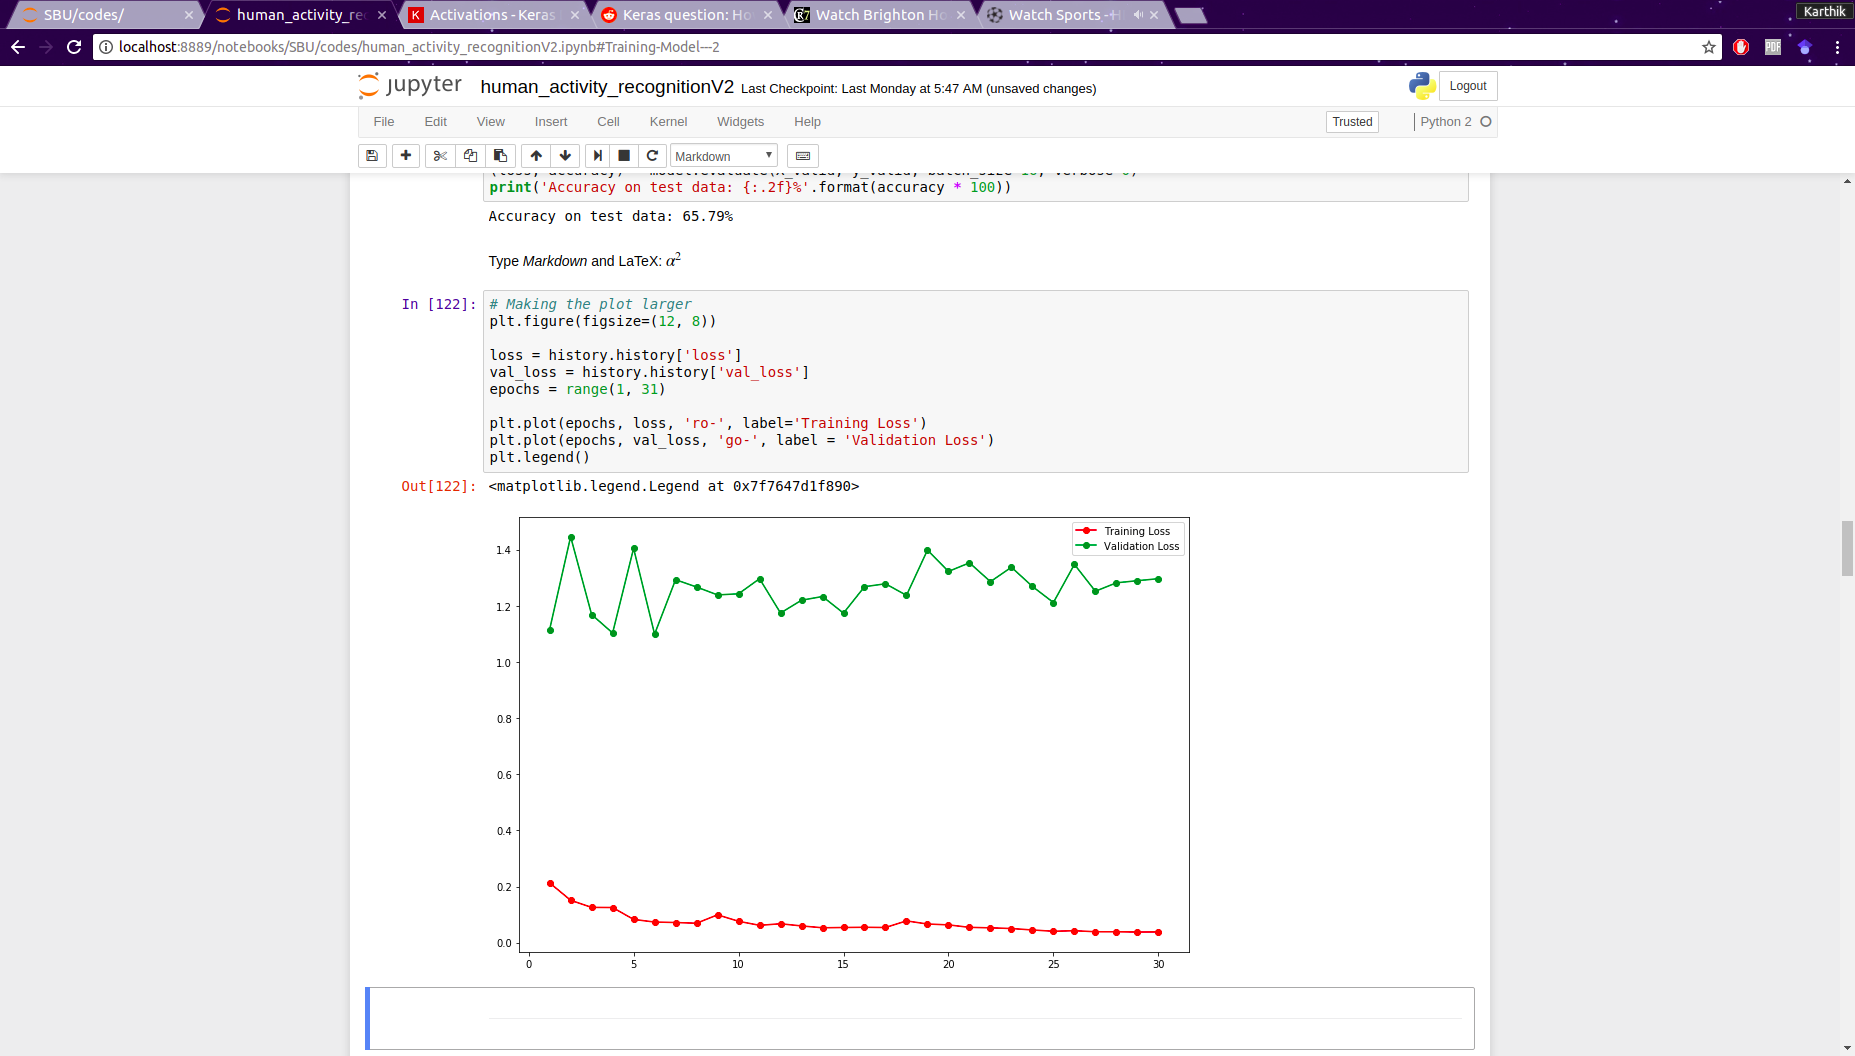 SBU/codes/
human_activity_re
Activations - Keras
Keras question: Ho
Watch Brighton Ho
Watch Sports - H
Karthik
localhost:8889/notebooks/SBU/codes/human_activity_recognitionV2.ipynb#Training-Model---2
PDF
jupyter human_activity_recognitionV2 Last Checkpoint: Last Monday at 5:47 AM (unsaved changes)
Logout
File Edit View Insert Cell Kernel Widgets Help
Trusted Python 2
Markdown
print('Accuracy on test data: {:.2f}%'.format(accuracy * 100))
Accuracy on test data: 65.79%
Type Markdown and LaTeX: α²
In [122]:
# Making the plot larger
plt.figure(figsize=(12, 8))
loss = history.history['loss']
val_loss = history.history['val_loss']
epochs = range(1, 31)
plt.plot(epochs, loss, 'ro-', label='Training Loss')
plt.plot(epochs, val_loss, 'go-', label = 'Validation Loss')
plt.legend()
Out[122]: <matplotlib.legend.Legend at 0x7f7647d1f890>
Training Loss
Validation Loss
1.4
1.2
1.0
0.8
0.6
0.4
0.2
0.0
0 5 10 15 20 25 30